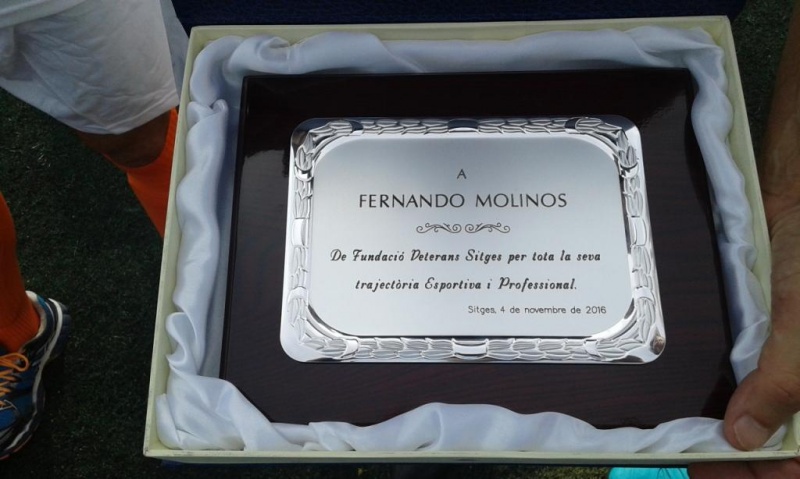 A
FERNANDO MOLINOS
De Fundació Veterans Sitges per tota la seva
trajectòria Esportiva i Professional.
Sitges, 4 de novembre de 2016